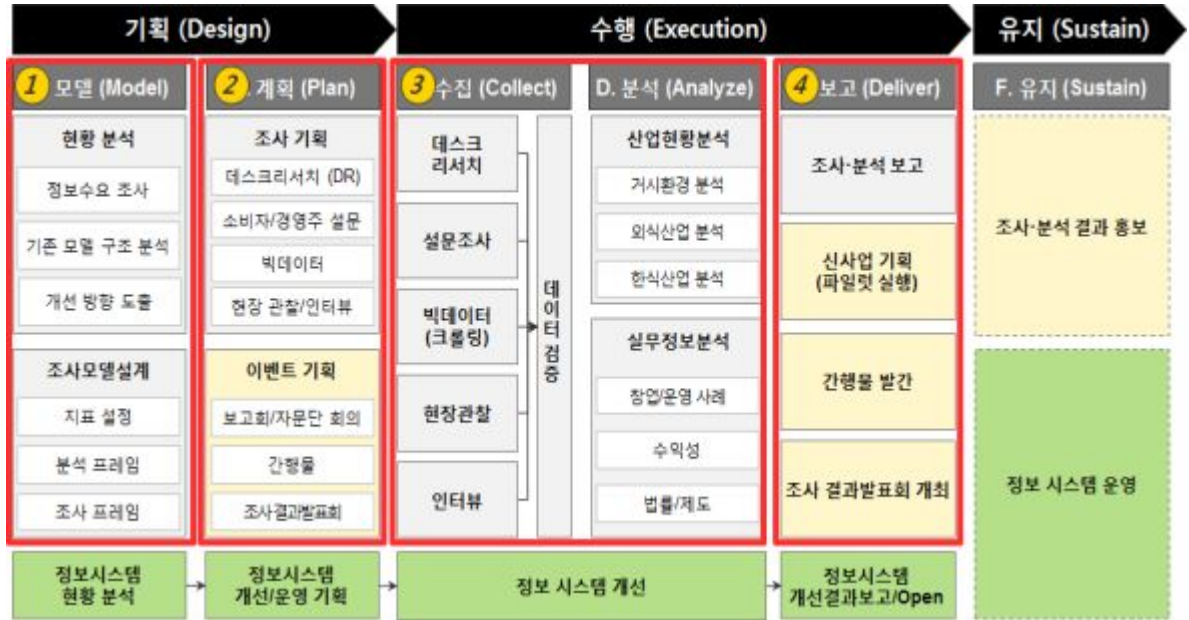 기획 (Design)
수행 (Execution)
유지 (Sustain)
1 모델 (Model)
2 . 계획 (Plan)
3 수집 (Collect)
D. 분석 (Analyze)
4 보고 (Deliver)
F. 유지 (Sustain)
현황 분석
정보수요 조사
기존 모델 구조 분석
개선 방향 도출
조사모델설계
지표 설정
분석 프레임
조사 프레임
조사 기획
데스크리서치 (DR)
소비자/경영주 설문
빅데이터
현장 관찰/인터뷰
이벤트 기획
보고회/자문단 회의
간행물
조사결과발표회
데스크
리서치
설문조사
빅데이터
(크롤링)
현장관찰
인터뷰
데
이
터
검
증
산업현황분석
거시환경 분석
외식산업 분석
한식산업 분석
실무정보분석
창업/운영 사례
수익성
법률/제도
조사·분석 보고
신사업 기획
(파일럿 실행)
간행물 발간
조사 결과발표회 개최
조사·분석 결과 홍보
정보 시스템 운영
정보시스템
현황 분석
정보시스템
개선/운영 기획
정보 시스템 개선
정보시스템
개선결과보고/Open